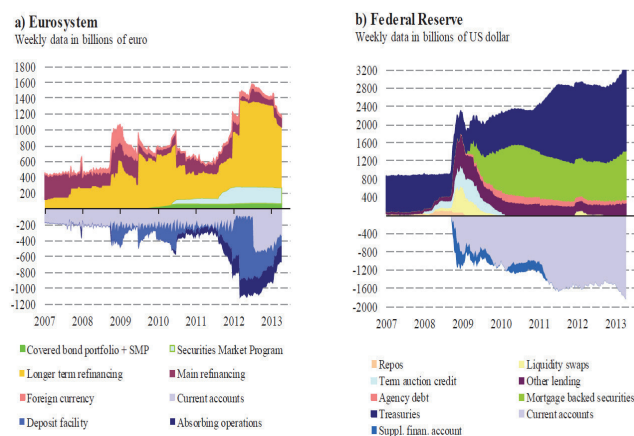 a) Eurosystem
Weekly data in billions of euro
1800
1600
1400
1200
1000
800
600
400
200
-200
-400
-600
-800
-1000
-1200
2007 2008 2009 2010 2011 2012 2013
Covered bond portfolio + SMP
Securities Market Program
Longer term refinancing
Main refinancing
Foreign currency
Current accounts
Deposit facility
Absorbing operations
b) Federal Reserve
Weekly data in billions of US dollar
3200
2800
2400
2000
1600
1200
800
400
-400
-800
-1200
-1600
-2000
2007 2008 2009 2010 2011 2012 2013
Repos
Liquidity swaps
Term auction credit
Other lending
Agency debt
Mortgage backed securities
Treasuries
Current accounts
Suppl. finan. account